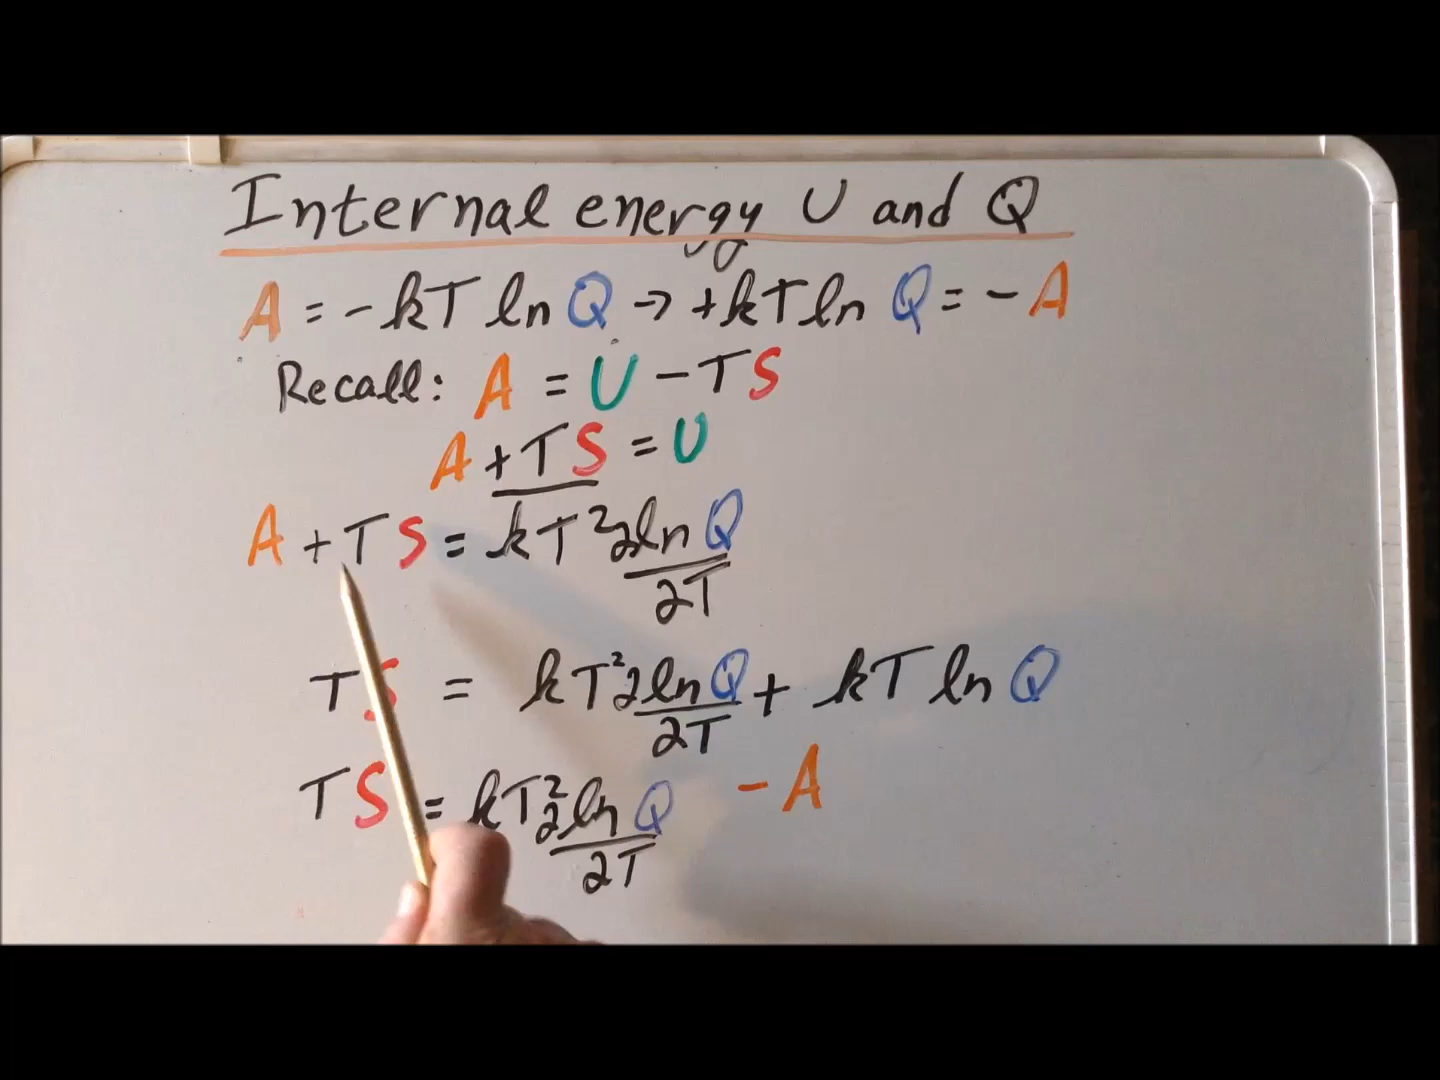 Internal energy U and Q
A = -kT ln Q → +kT ln Q = -A
Recall: A = U - TS
A + TS = U
A + TS = kT² ∂ln Q / ∂T
TS = kT² ∂ln Q / ∂T + kT ln Q
TS = kT² ∂ln Q / ∂T - A